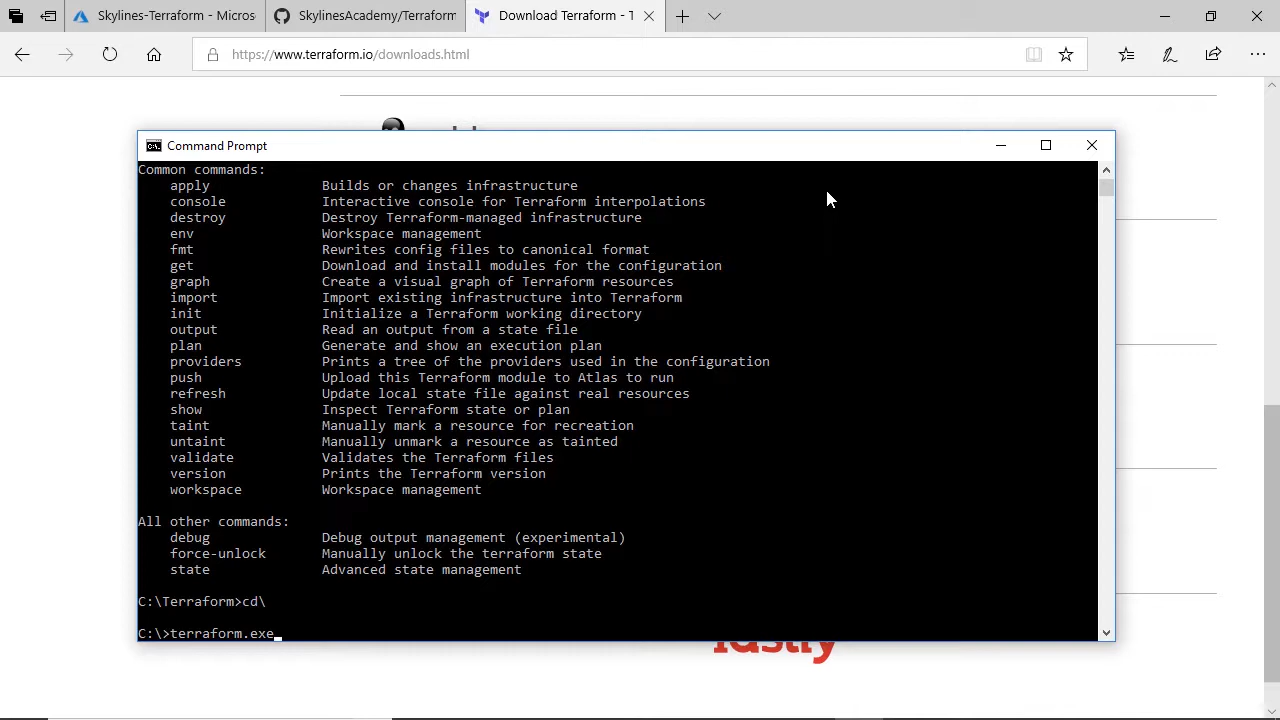 Skylines-Terraform - Micros
SkylinesAcademy/Terraform
Download Terraform - T
https://www.terraform.io/downloads.html
Command Prompt
Common commands:
apply Builds or changes infrastructure
console Interactive console for Terraform interpolations
destroy Destroy Terraform-managed infrastructure
env Workspace management
fmt Rewrites config files to canonical format
get Download and install modules for the configuration
graph Create a visual graph of Terraform resources
import Import existing infrastructure into Terraform
init Initialize a Terraform working directory
output Read an output from a state file
plan Generate and show an execution plan
providers Prints a tree of the providers used in the configuration
push Upload this Terraform module to Atlas to run
refresh Update local state file against real resources
show Inspect Terraform state or plan
taint Manually mark a resource for recreation
untaint Manually unmark a resource as tainted
validate Validates the Terraform files
version Prints the Terraform version
workspace Workspace management
All other commands:
debug Debug output management (experimental)
force-unlock Manually unlock the terraform state
state Advanced state management
C:\Terraform>cd\
C:\>terraform.exe